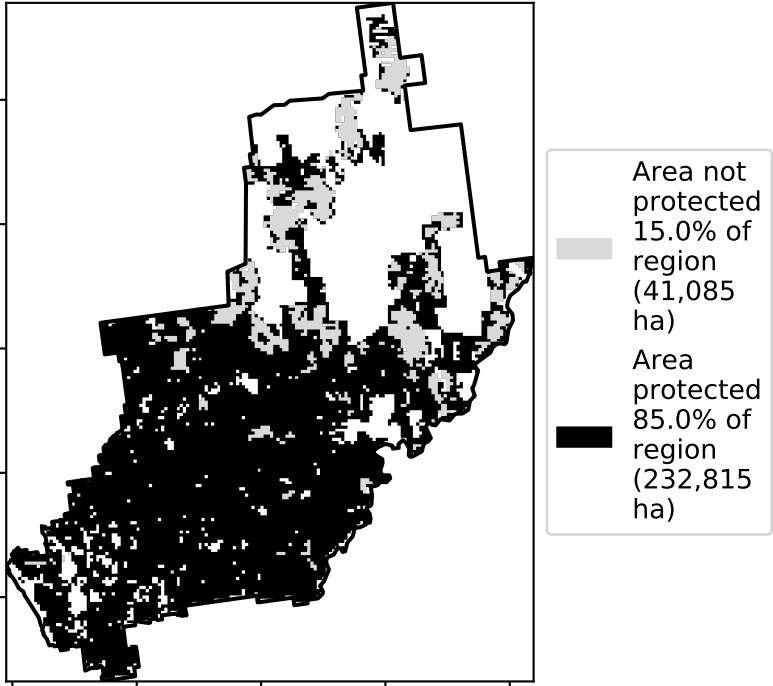 Area not
protected
15.0% of
region
(41,085
ha)
Area
protected
85.0% of
region
(232,815
ha)